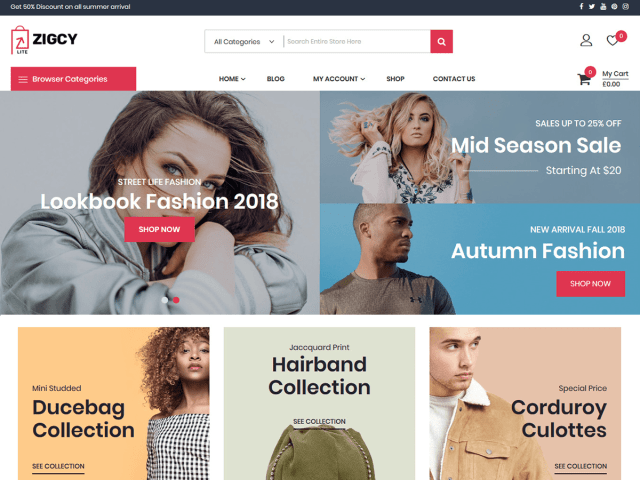 Get 50% Discount on all summer arrival
ZIGCY
LITE
All Categories
Search Entire Store Here
0
Browser Categories
HOME
BLOG
MY ACCOUNT
SHOP
CONTACT US
0
My Cart
£0.00
STREET LIFE FASHION
Lookbook Fashion 2018
SHOP NOW
SALES UP TO 25% OFF
Mid Season Sale
Starting At $20
NEW ARRIVAL FALL 2018
Autumn Fashion
SHOP NOW
Mini Studded
Ducebag
Collection
SEE COLLECTION
Jaccquard Print
Hairband
Collection
SEE COLLECTION
Special Price
Corduroy
Culottes
SEE COLLECTION